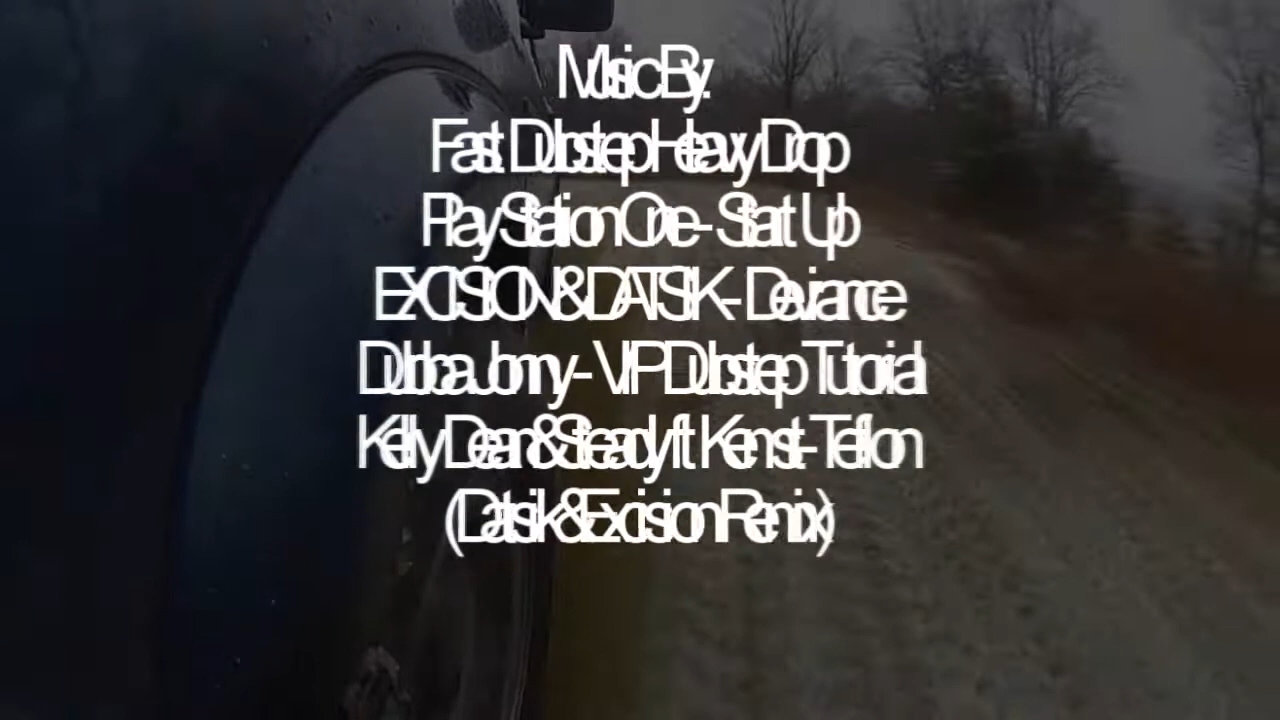 Music By:
Fast Dubstep Heavy Drop
PlayStation One - Start Up
EXCISION & DATSIK - Deviance
Dubba Jonny - VIP Dubstep Tutorial
Kelly Dean & Steady ft Kemst - Teflon
(Datsik & Excision Remix)